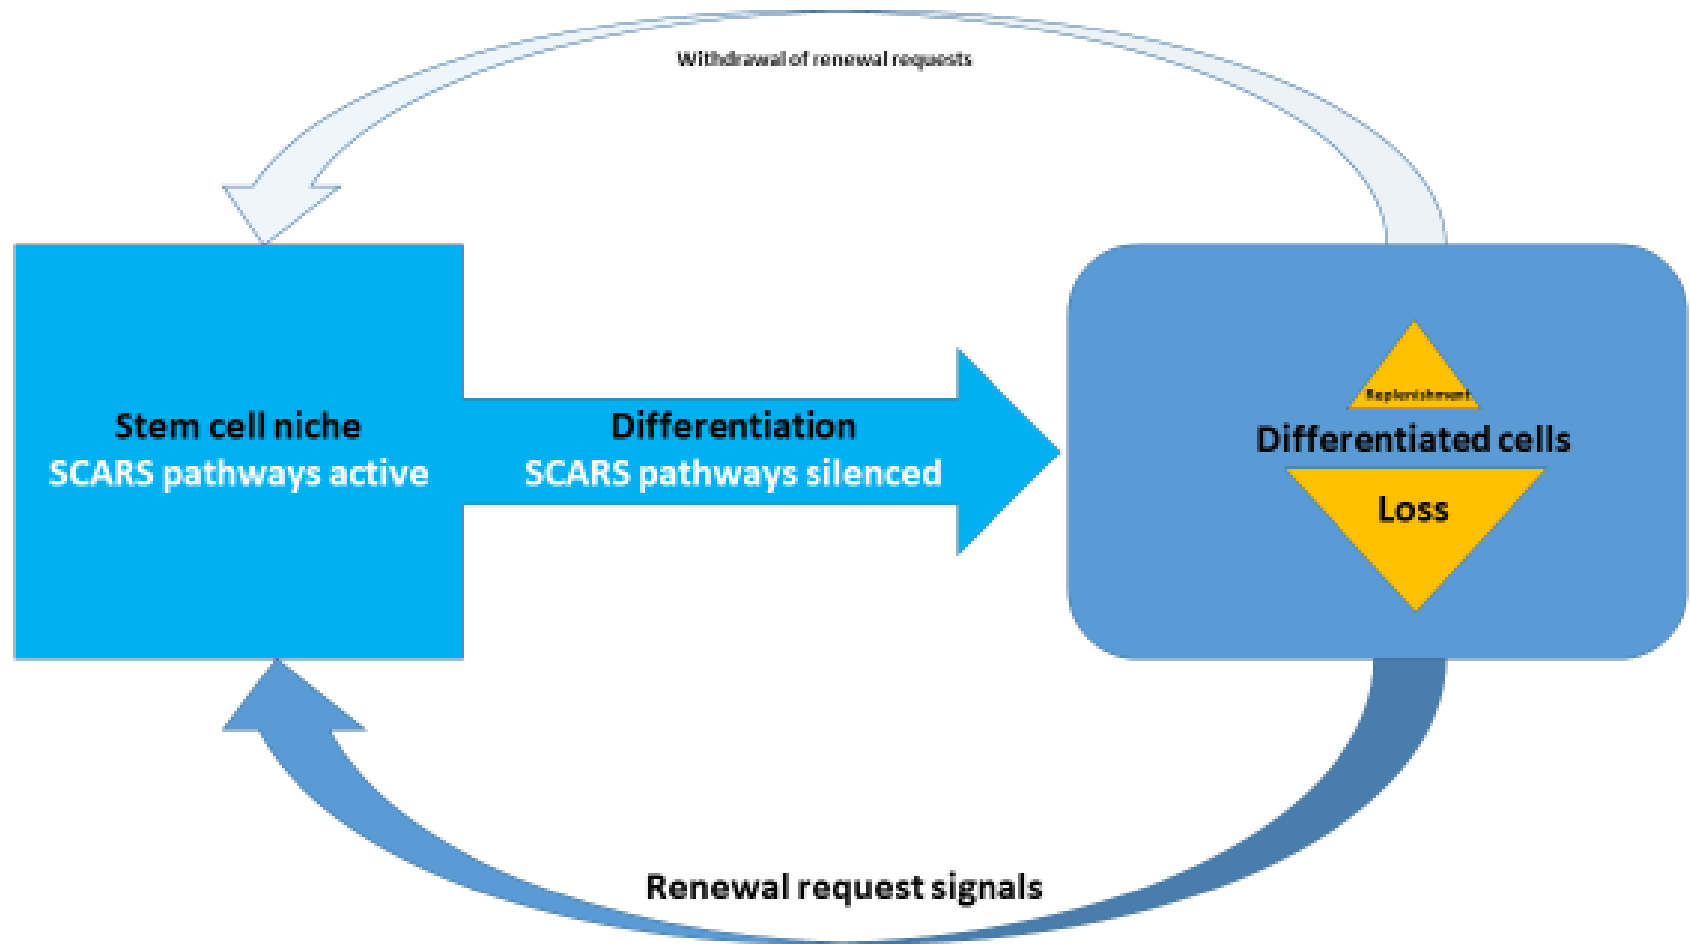 Withdrawal of renewal requests
Stem cell niche
SCARS pathways active
Differentiation
SCARS pathways silenced
Replenishment
Differentiated cells
Loss
Renewal request signals